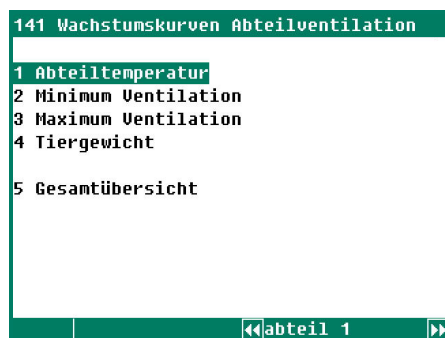 141 Wachstumskurven Abteilventilation
1 Abteiltemperatur
2 Minimum Ventilation
3 Maximum Ventilation
4 Tiergewicht
5 Gesamtübersicht
abteil 1